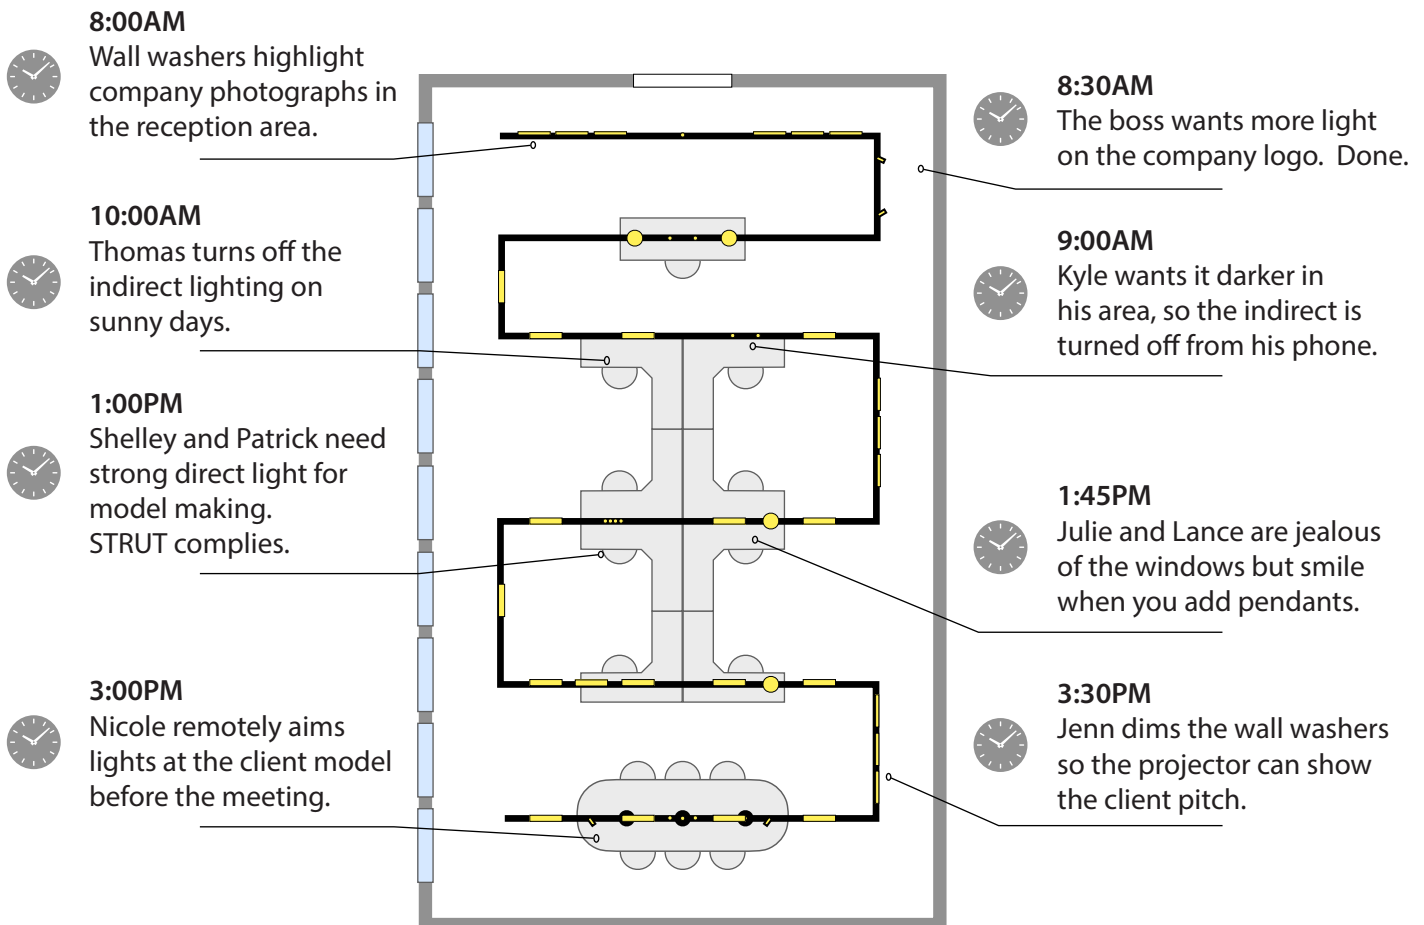 8:00AM
Wall washers highlight
company photographs in
the reception area.
10:00AM
Thomas turns off the
indirect lighting on
sunny days.
1:00PM
Shelley and Patrick need
strong direct light for
model making.
STRUT complies.
3:00PM
Nicole remotely aims
lights at the client model
before the meeting.
8:30AM
The boss wants more light
on the company logo.  Done.
9:00AM
Kyle wants it darker in
his area, so the indirect is
turned off from his phone.
1:45PM
Julie and Lance are jealous
of the windows but smile
when you add pendants.
3:30PM
Jenn dims the wall washers
so the projector can show
the client pitch.